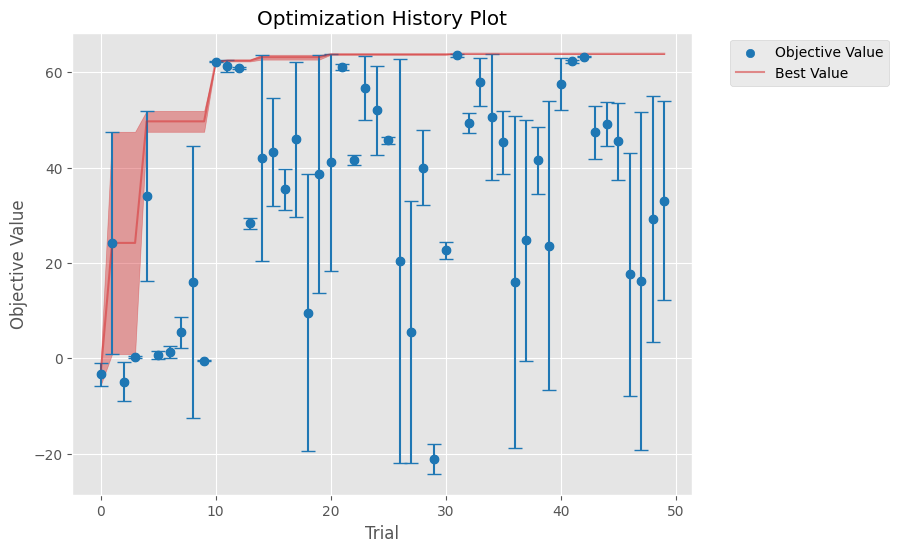 Optimization History Plot
Objective Value
Best Value
Objective Value
60
40
20
0
−20
0 10 20 30 40 50
Trial